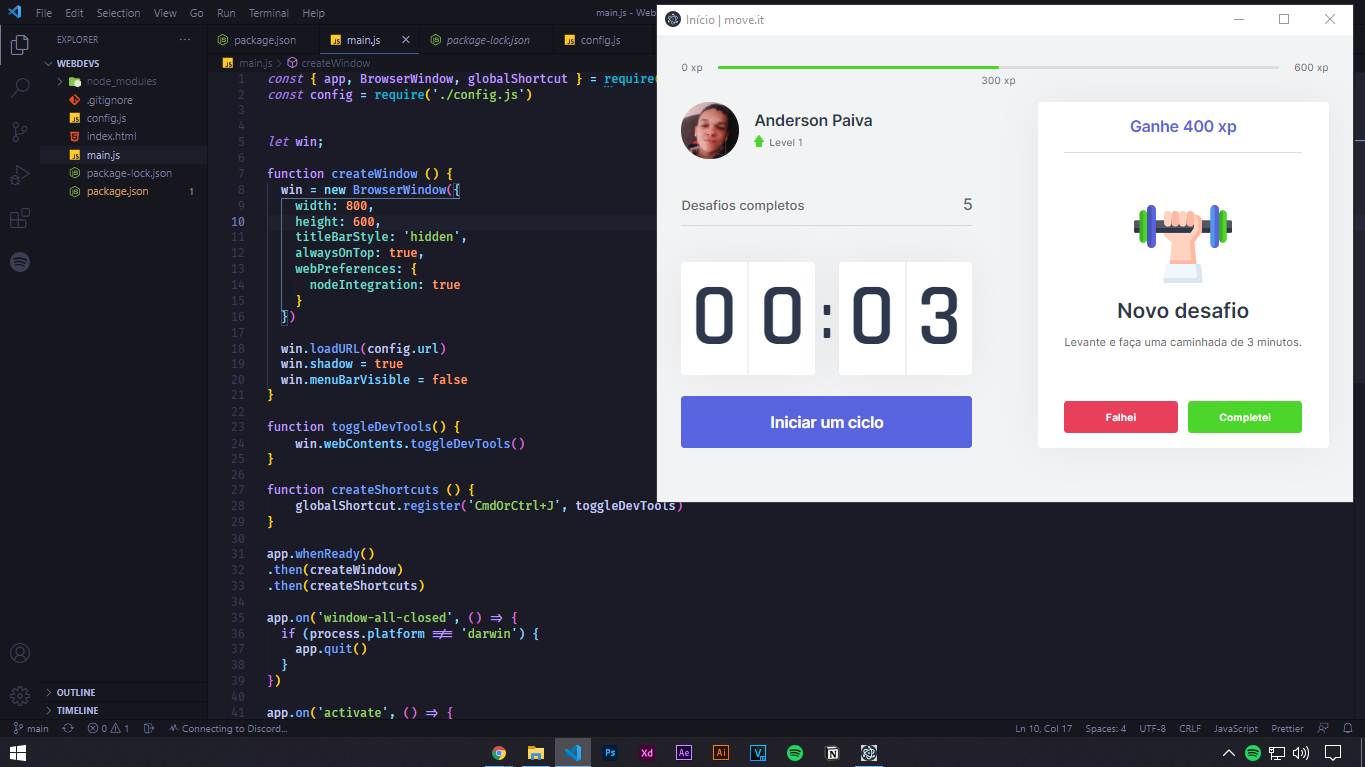 File Edit Selection View Go Run Terminal Help
main.js - Web
EXPLORER
WEBDEVS
node_modules
.gitignore
config.js
index.html
main.js
package-lock.json
package.json 1
OUTLINE
TIMELINE
package.json main.js package-lock.json config.js
main.js createWindow
1 const { app, BrowserWindow, globalShortcut } = require(
2 const config = require('./config.js')
3
4
5 let win;
6
7 function createWindow () {
8 win = new BrowserWindow({
9 width: 800,
10 height: 600,
11 titleBarStyle: 'hidden',
12 alwaysOnTop: true,
13 webPreferences: {
14 nodeIntegration: true
15 }
16 })
17
18 win.loadURL(config.url)
19 win.shadow = true
20 win.menuBarVisible = false
21 }
22
23 function toggleDevTools() {
24 win.webContents.toggleDevTools()
25 }
26
27 function createShortcuts () {
28 globalShortcut.register('CmdOrCtrl+J', toggleDevTools)
29 }
30
31 app.whenReady()
32 .then(createWindow)
33 .then(createShortcuts)
34
35 app.on('window-all-closed', () => {
36 if (process.platform !== 'darwin') {
37 app.quit()
38 }
39 })
40
41 app.on('activate', () => {
Início | move.it
0 xp
300 xp
600 xp
Anderson Paiva
Level 1
Desafios completos 5
00:03
Iniciar um ciclo
Ganhe 400 xp
Novo desafio
Levante e faça uma caminhada de 3 minutos.
Falhei Completei
main 0 1 Connecting to Discord...
Ln 10, Col 17 Spaces: 4 UTF-8 CRLF JavaScript Prettier
Ps Xd Ae Ai V